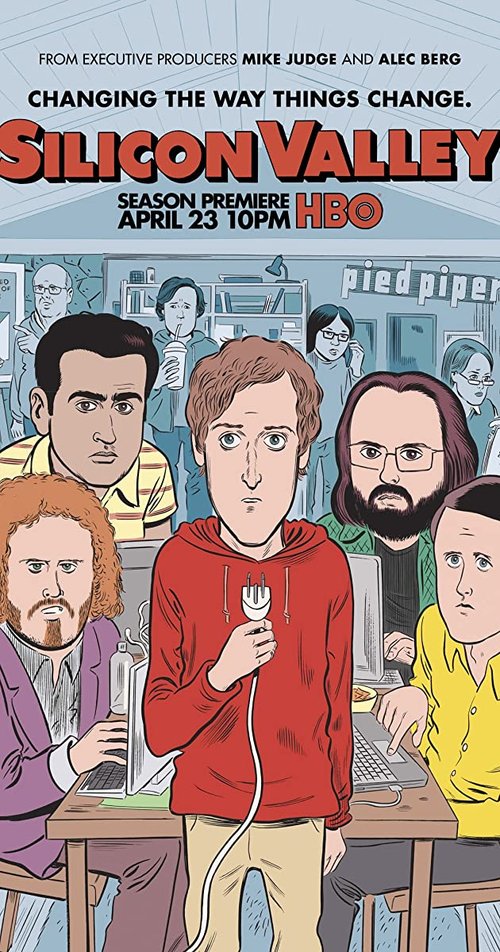 FROM EXECUTIVE PRODUCERS MIKE JUDGE AND ALEC BERG
CHANGING THE WAY THINGS CHANGE.
SILICON VALLEY
SEASON PREMIERE
APRIL 23 10PM HBO
pied piper